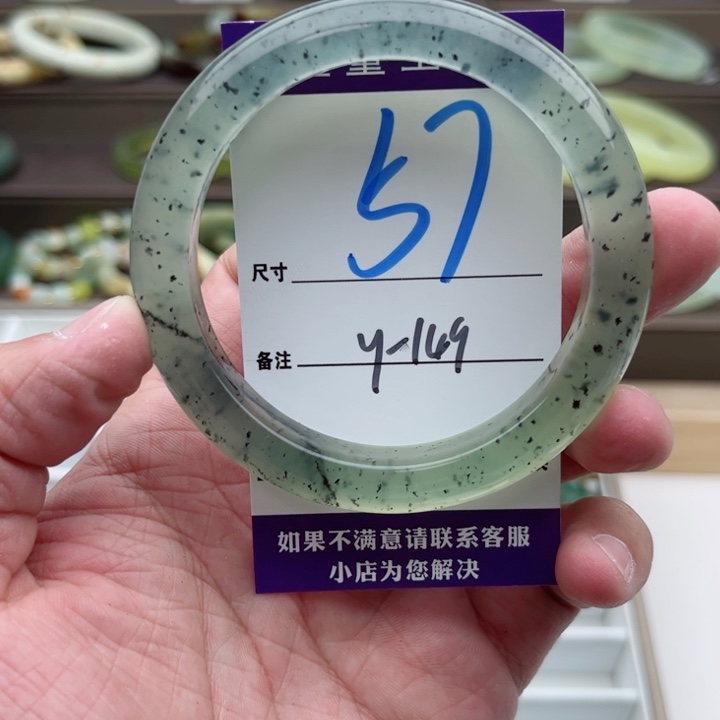 57
尺寸
y-169
备注
如果不满意请联系客服
小店为您解决